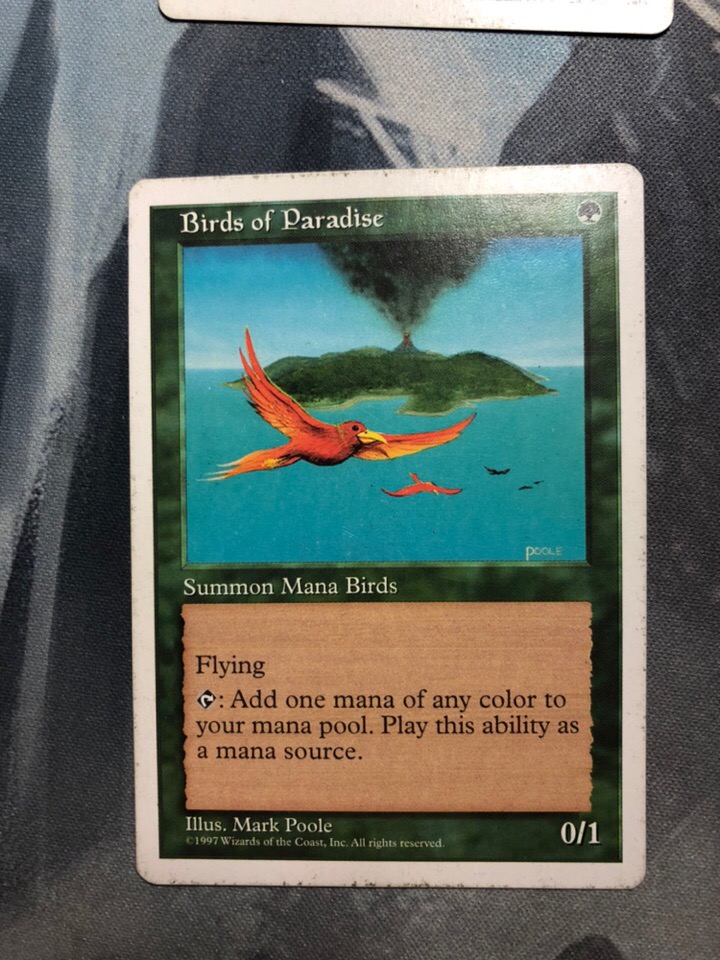 Birds of Paradise
POOLE
Summon Mana Birds
Flying
: Add one mana of any color to
your mana pool. Play this ability as
a mana source.
Illus. Mark Poole
©1997 Wizards of the Coast, Inc. All rights reserved.
0/1